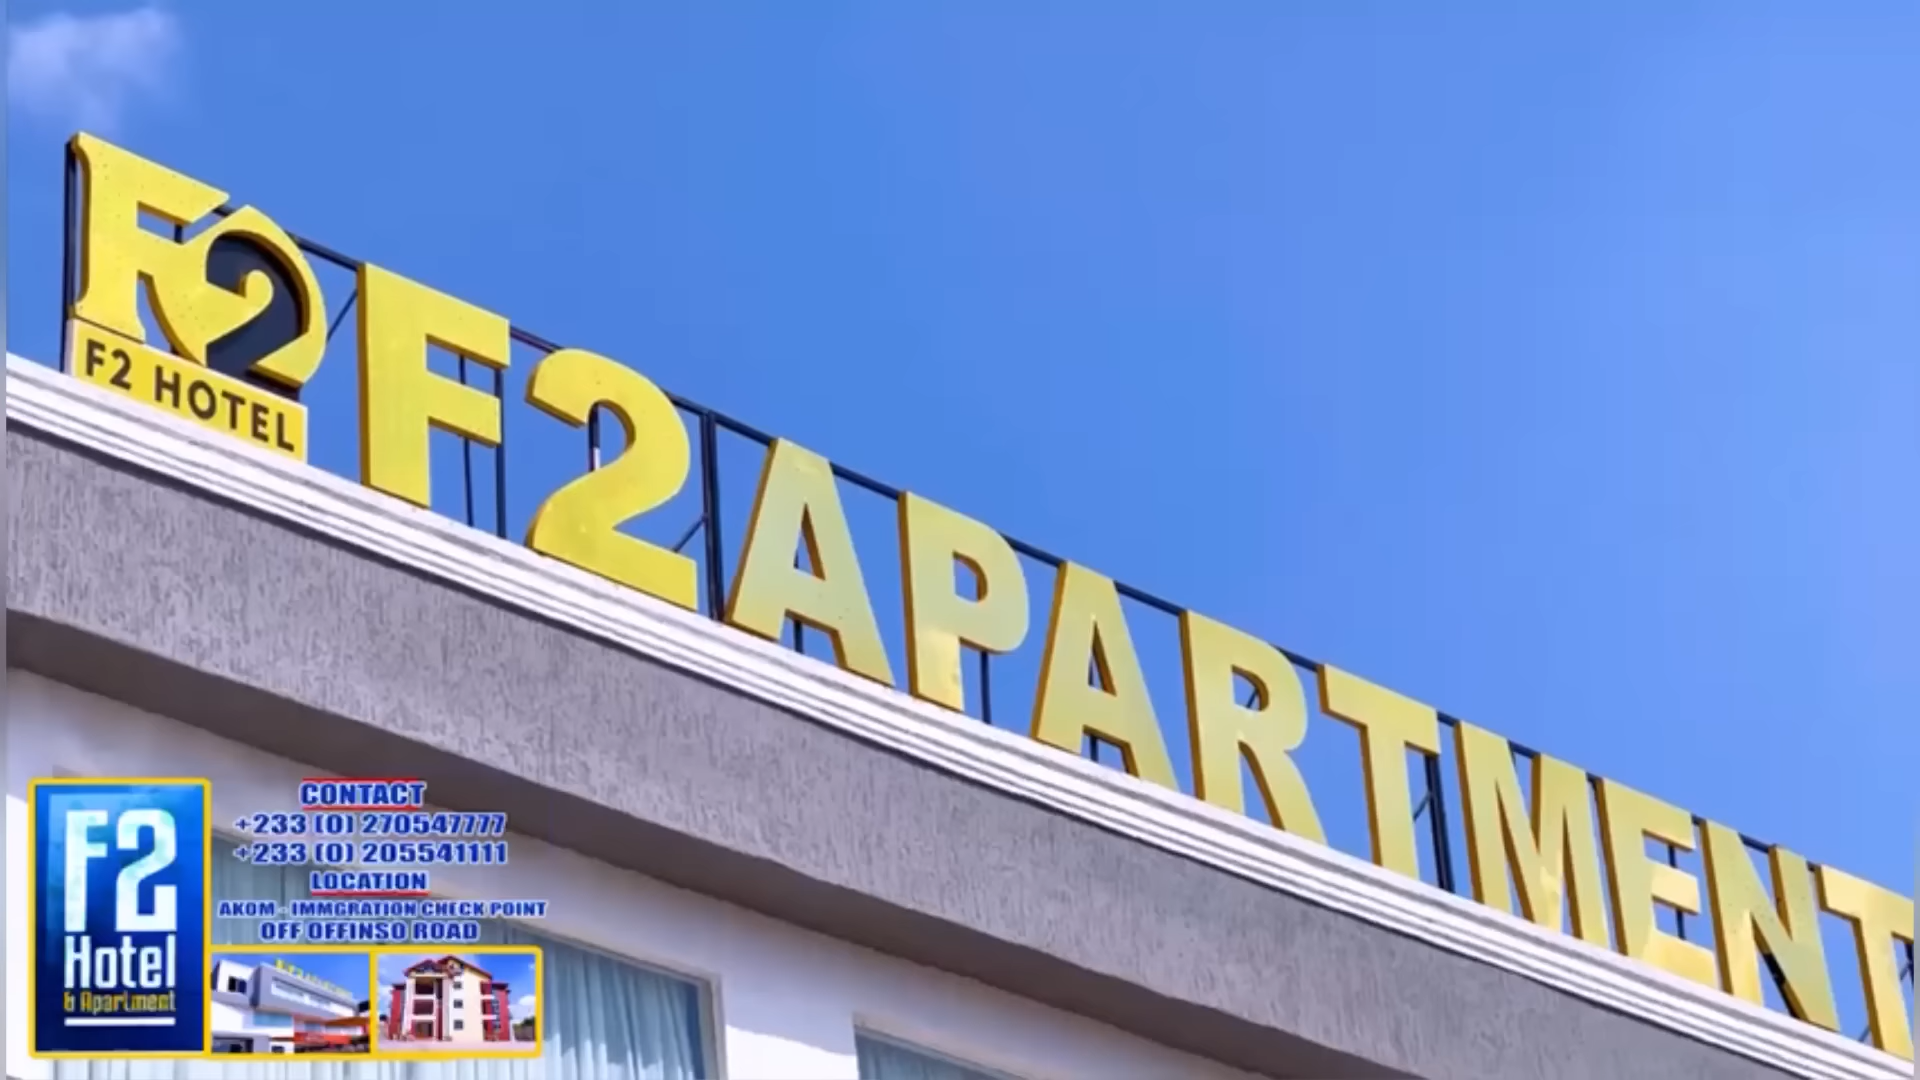 F2
F2 HOTEL
F2 APARTMENT
F2
Hotel
& Apartment
CONTACT
+233 (0) 270547777
+233 (0) 205541111
LOCATION
AKOM - IMMGRATION CHECK POINT
OFF OFFINSO ROAD